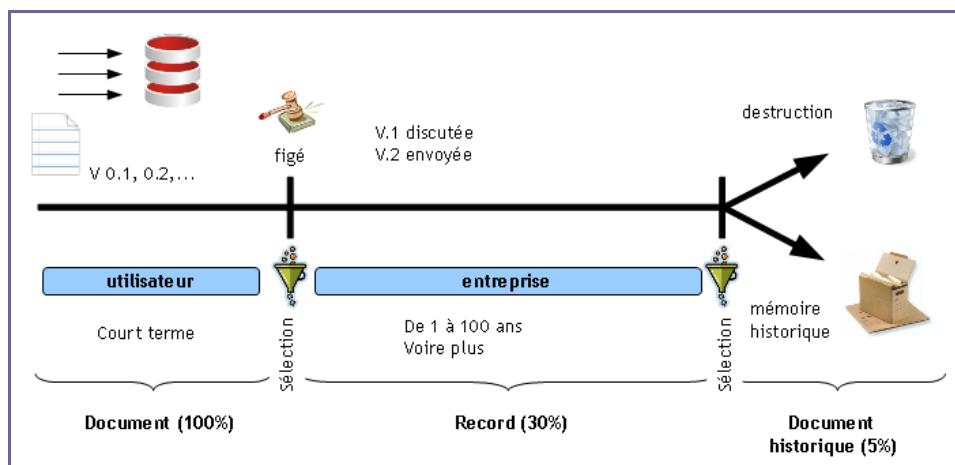 destruction
V.1 discutée
V.2 envoyée
figé
V 0.1, 0.2,...
utilisateur
entreprise
Court terme
Sélection
De 1 à 100 ans
Voire plus
Sélection
mémoire
historique
Document (100%)
Record (30%)
Document
historique (5%)